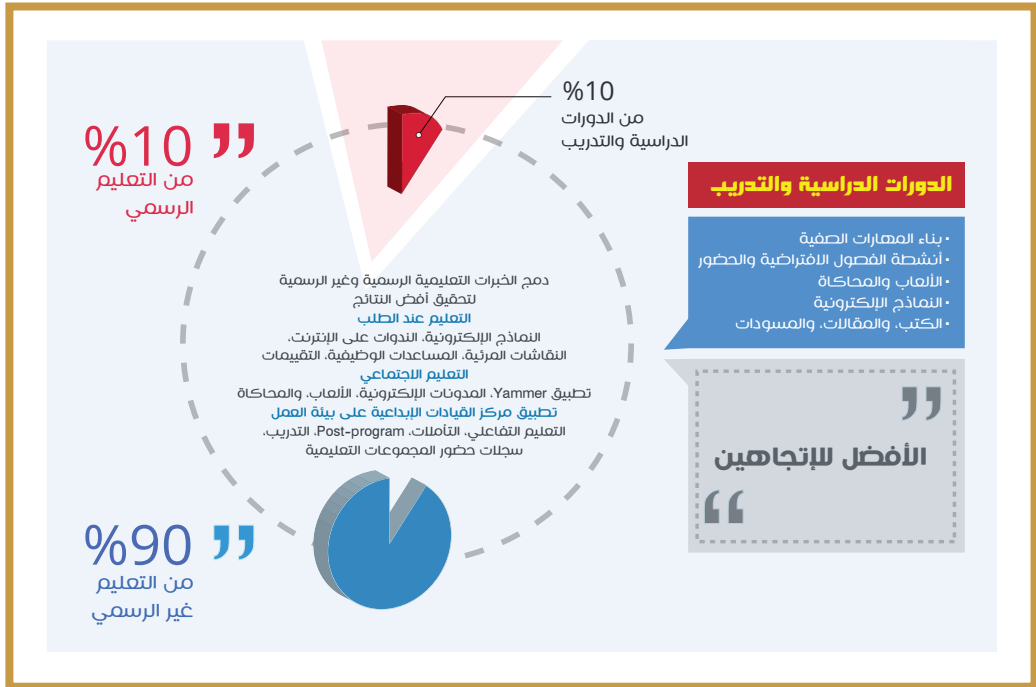 %10
من الدورات
الدراسية والتدريب
%10 ”
من التعليم
الرسمي
الدورات الدراسية والتدريب
• بناء المهارات الصفية
• أنشطة الفصول الافتراضية والحضور
• الألعاب والمحاكاة
• النماذج الإلكترونية
• الكتب، والمقالات، والمسودات
دمج الخبرات التعليمية الرسمية وغير الرسمية
لتحقيق أفض النتائج
التعليم عند الطلب
النماذج الإلكترونية، الندوات على الإنترنت،
النقاشات المرئية، المساعدات الوظيفية، التقييمات
التعليم الاجتماعي
تطبيق Yammer، المدونات الإلكترونية، الألعاب، والمحاكاة
تطبيق مركز القيادات الإبداعية على بيئة العمل
التعليم التفاعلي، التأملات، Post-program، التدريب،
سجلات حضور المجموعات التعليمية
”
الأفضل للإتجاهين
“
%90 ”
من التعليم
غير الرسمي